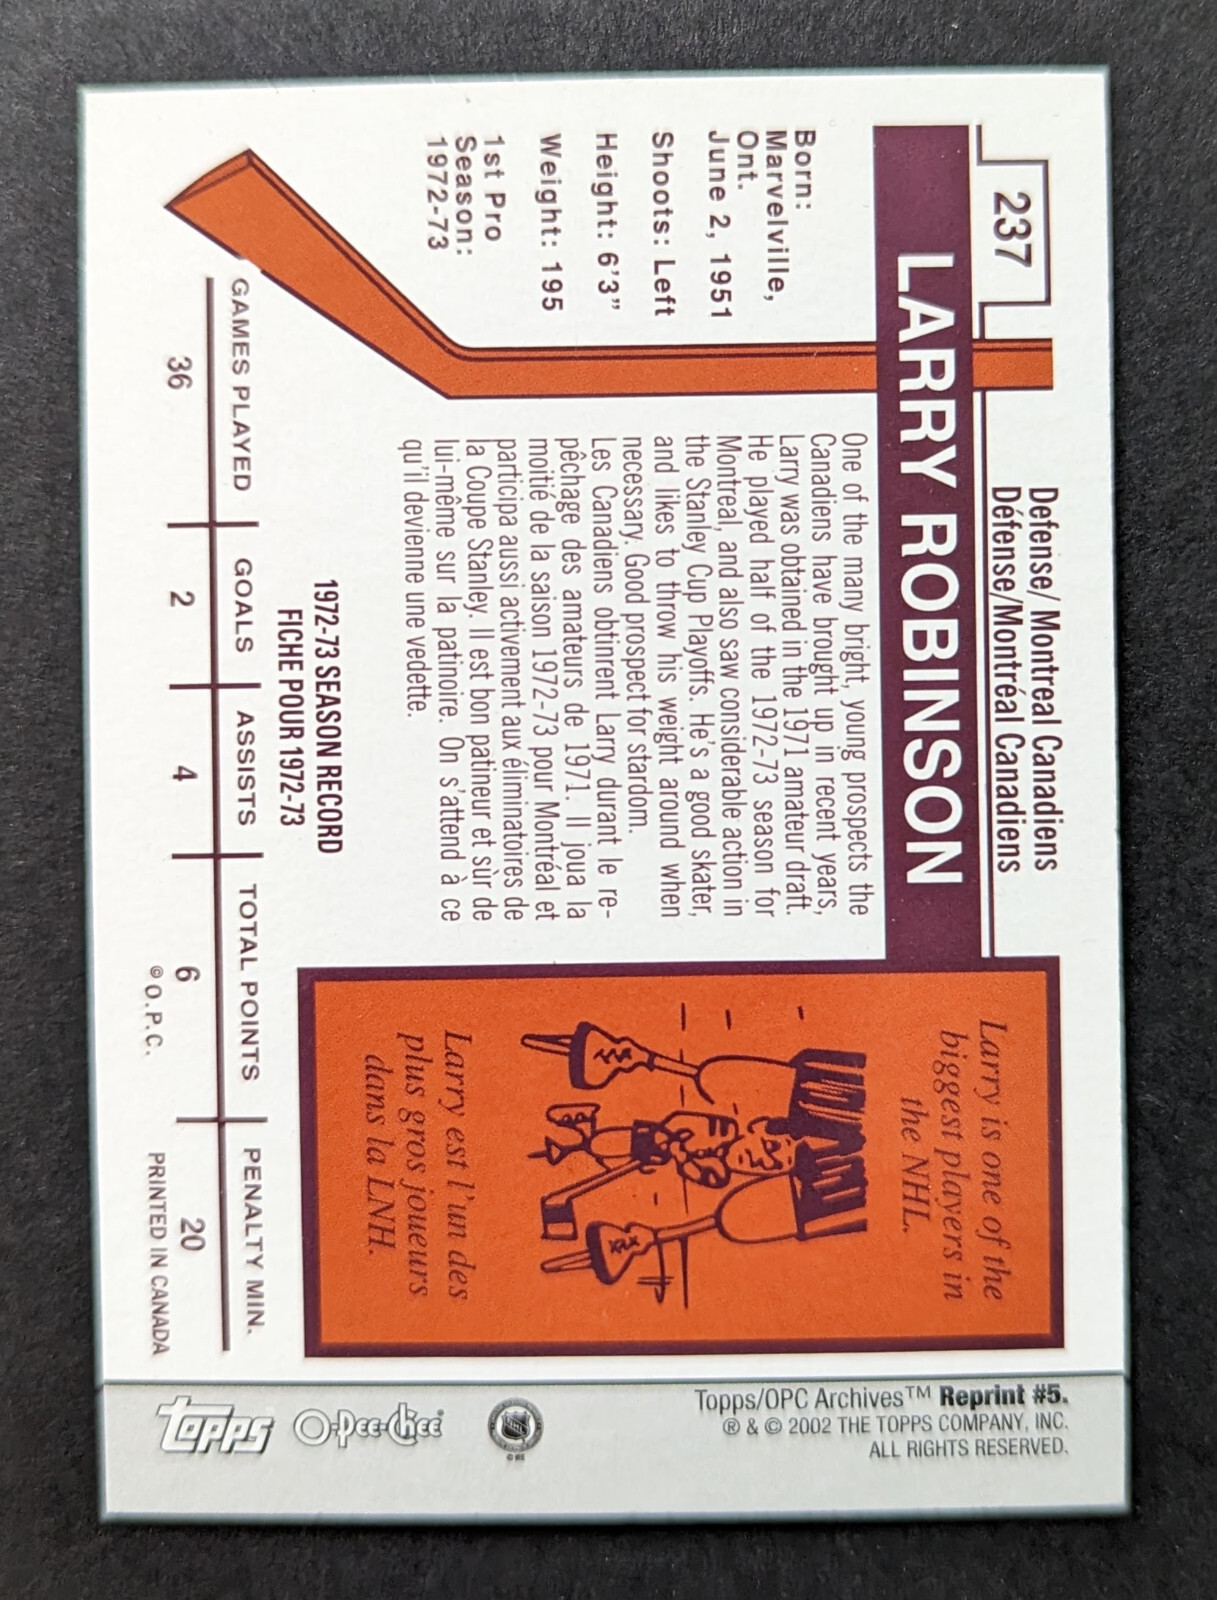 237
Defense/ Montreal Canadiens
Défense/Montréal Canadiens
LARRY ROBINSON
Born:
Marvelville,
Ont.
June 2, 1951
Shoots: Left
Height: 6'3"
Weight: 195
1st Pro
Season:
1972-73
One of the many bright, young prospects the
Canadiens have brought up in recent years,
Larry was obtained in the 1971 amateur draft.
He played half of the 1972-73 season for
Montreal, and also saw considerable action in
the Stanley Cup Playoffs. He's a good skater,
and likes to throw his weight around when
necessary. Good prospect for stardom.
Les Canadiens obtinrent Larry durant le re-
pêchage des amateurs de 1971. Il joua la
moitié de la saison 1972-73 pour Montréal et
participa aussi activement aux éliminatoires de
la Coupe Stanley. Il est bon patineur et sûr de
lui-même sur la patinoire. On s'attend à ce
qu'il devienne une vedette.
Larry is one of the
biggest players in
the NHL.
Larry est l'un des
plus gros joueurs
dans la LNH.
1972-73 SEASON RECORD
FICHE POUR 1972-73
GAMES PLAYED GOALS ASSISTS TOTAL POINTS PENALTY MIN.
36 2 4 6 20
© O.P.C. PRINTED IN CANADA
Topps/OPC Archives™ Reprint #5.
® & © 2002 THE TOPPS COMPANY, INC.
ALL RIGHTS RESERVED.
O-Pee-Chee
Topps